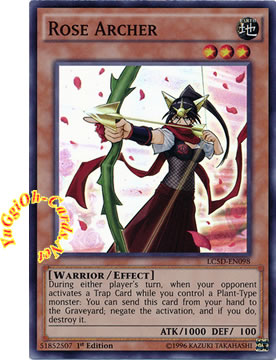 ROSE ARCHER
EARTH
地
YuGgiOh-Cards.Net
LC5D-EN098
[WARRIOR / EFFECT]
During either player's turn, when your opponent
activates a Trap Card while you control a Plant-Type
monster: You can send this card from your hand to
the Graveyard; negate the activation, and if you do,
destroy it.
ATK/1000 DEF 100
51852507 1st Edition ©1996 KAZUKI TAKAHASHI